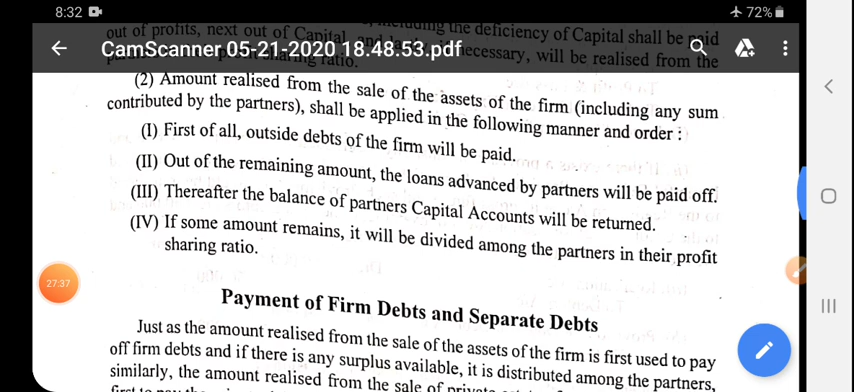 8:32
72%
out of profits, next out of Capital, including the deficiency of Capital shall be paid
necessary, will be realised from the
sharing ratio.
CamScanner 05-21-2020 18.48.53.pdf
(2) Amount realised from the sale of the assets of the firm (including any sum
contributed by the partners), shall be applied in the following manner and order :
(I) First of all, outside debts of the firm will be paid.
(II) Out of the remaining amount, the loans advanced by partners will be paid off.
(III) Thereafter the balance of partners Capital Accounts will be returned.
(IV) If some amount remains, it will be divided among the partners in their profit
sharing ratio.
27:37
Payment of Firm Debts and Separate Debts
Just as the amount realised from the sale of the assets of the firm is first used to pay
off firm debts and if there is any surplus available, it is distributed among the partners,
similarly, the amount realised from the sale of private
first to pay the